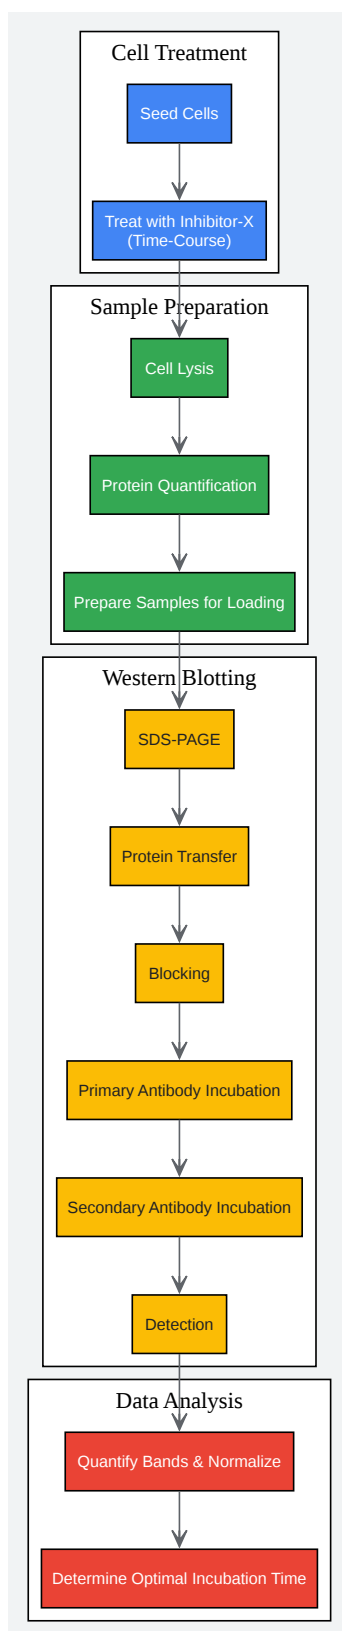 Cell Treatment
Seed Cells
Treat with Inhibitor-X
(Time-Course)
Sample Preparation
Cell Lysis
Protein Quantification
Prepare Samples for Loading
Western Blotting
SDS-PAGE
Protein Transfer
Blocking
Primary Antibody Incubation
Secondary Antibody Incubation
Detection
Data Analysis
Quantify Bands & Normalize
Determine Optimal Incubation Time